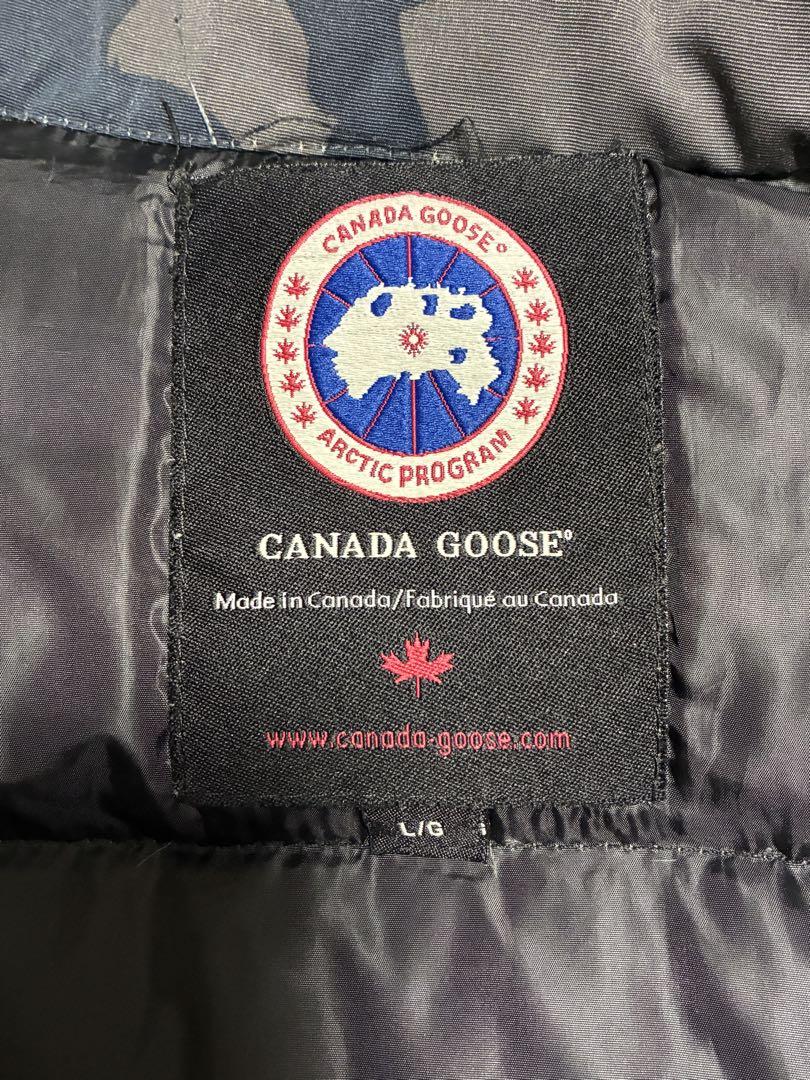 CANADA GOOSE®
ARCTIC PROGRAM
CANADA GOOSE®
Made in Canada/Fabriqué au Canada
www.canada-goose.com
L/G